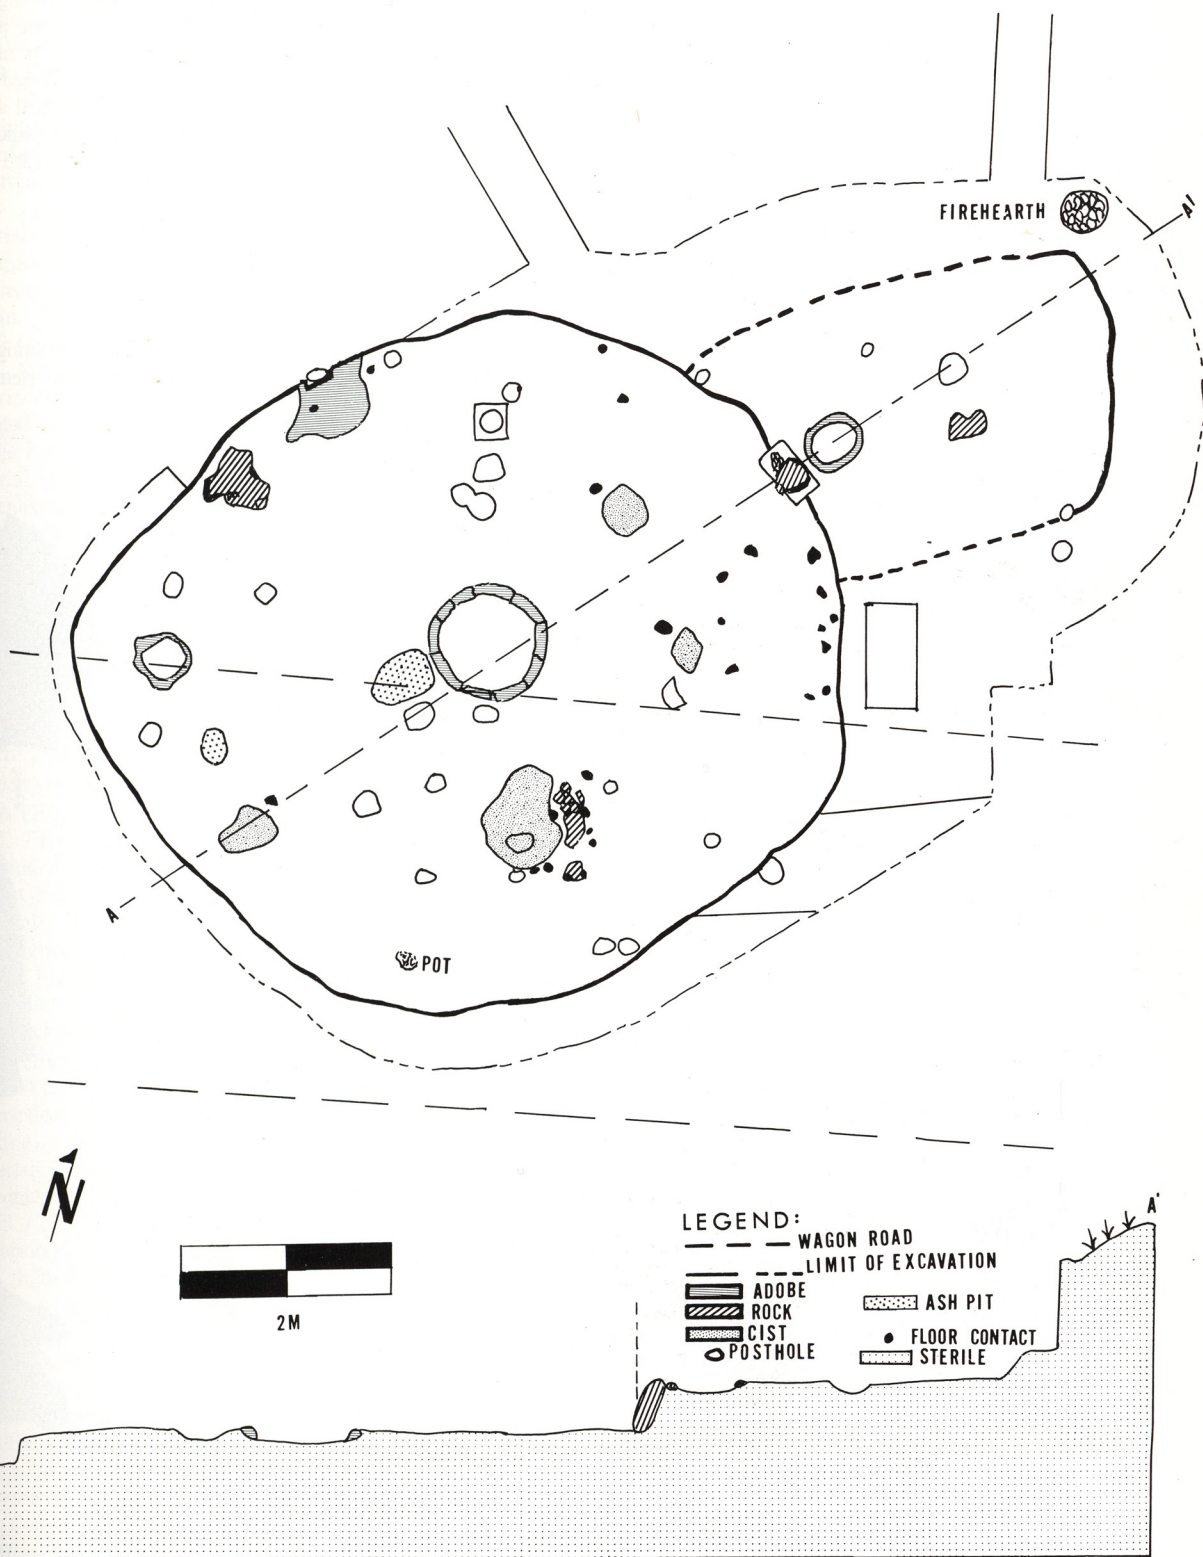 FIREHEARTH
A'
A
POT
N
2M
LEGEND:
WAGON ROAD
LIMIT OF EXCAVATION
ADOBE
ROCK
CIST
POSTHOLE
ASH PIT
FLOOR CONTACT
STERILE
A'